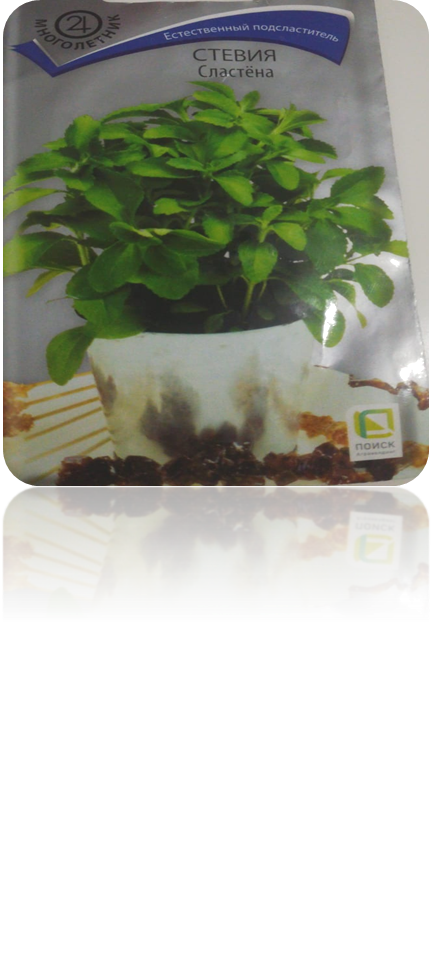 МНОГОЛЕТНИК
Естественный подсластитель
СТЕВИЯ
Сластёна
ПОИСК